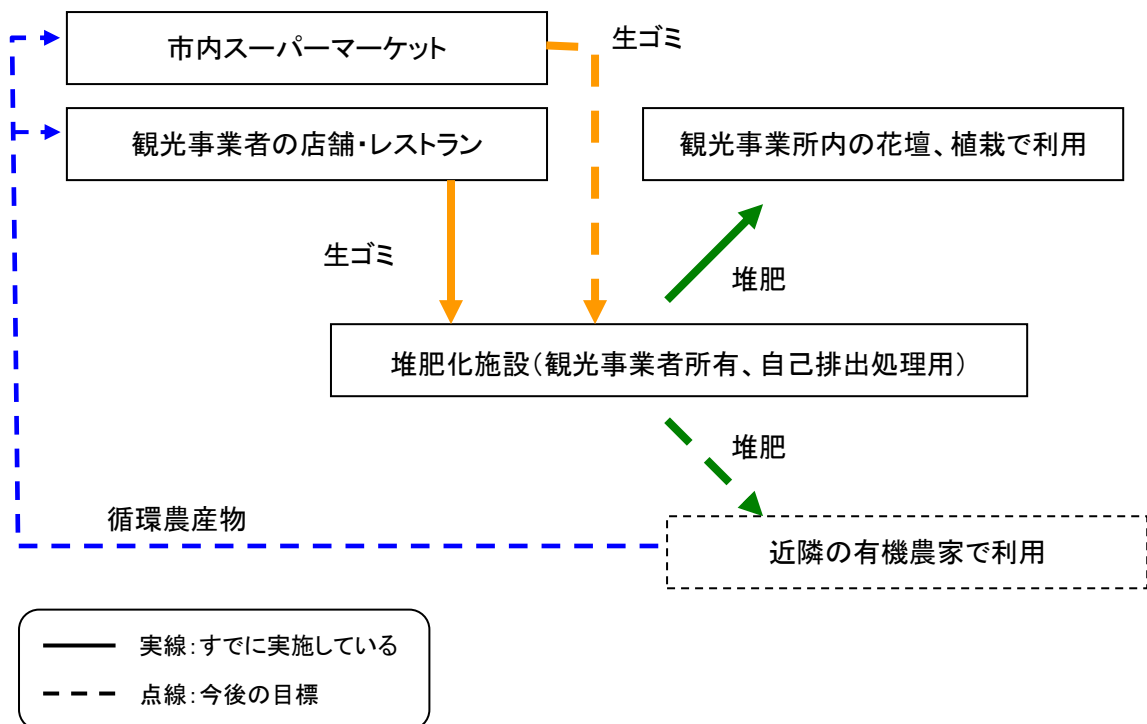 市内スーパーマーケット
生ゴミ
観光事業者の店舗・レストラン
観光事業所内の花壇、植栽で利用
生ゴミ
堆肥
堆肥化施設（観光事業者所有、自己排出処理用）
堆肥
循環農産物
近隣の有機農家で利用
実線：すでに実施している
点線：今後の目標